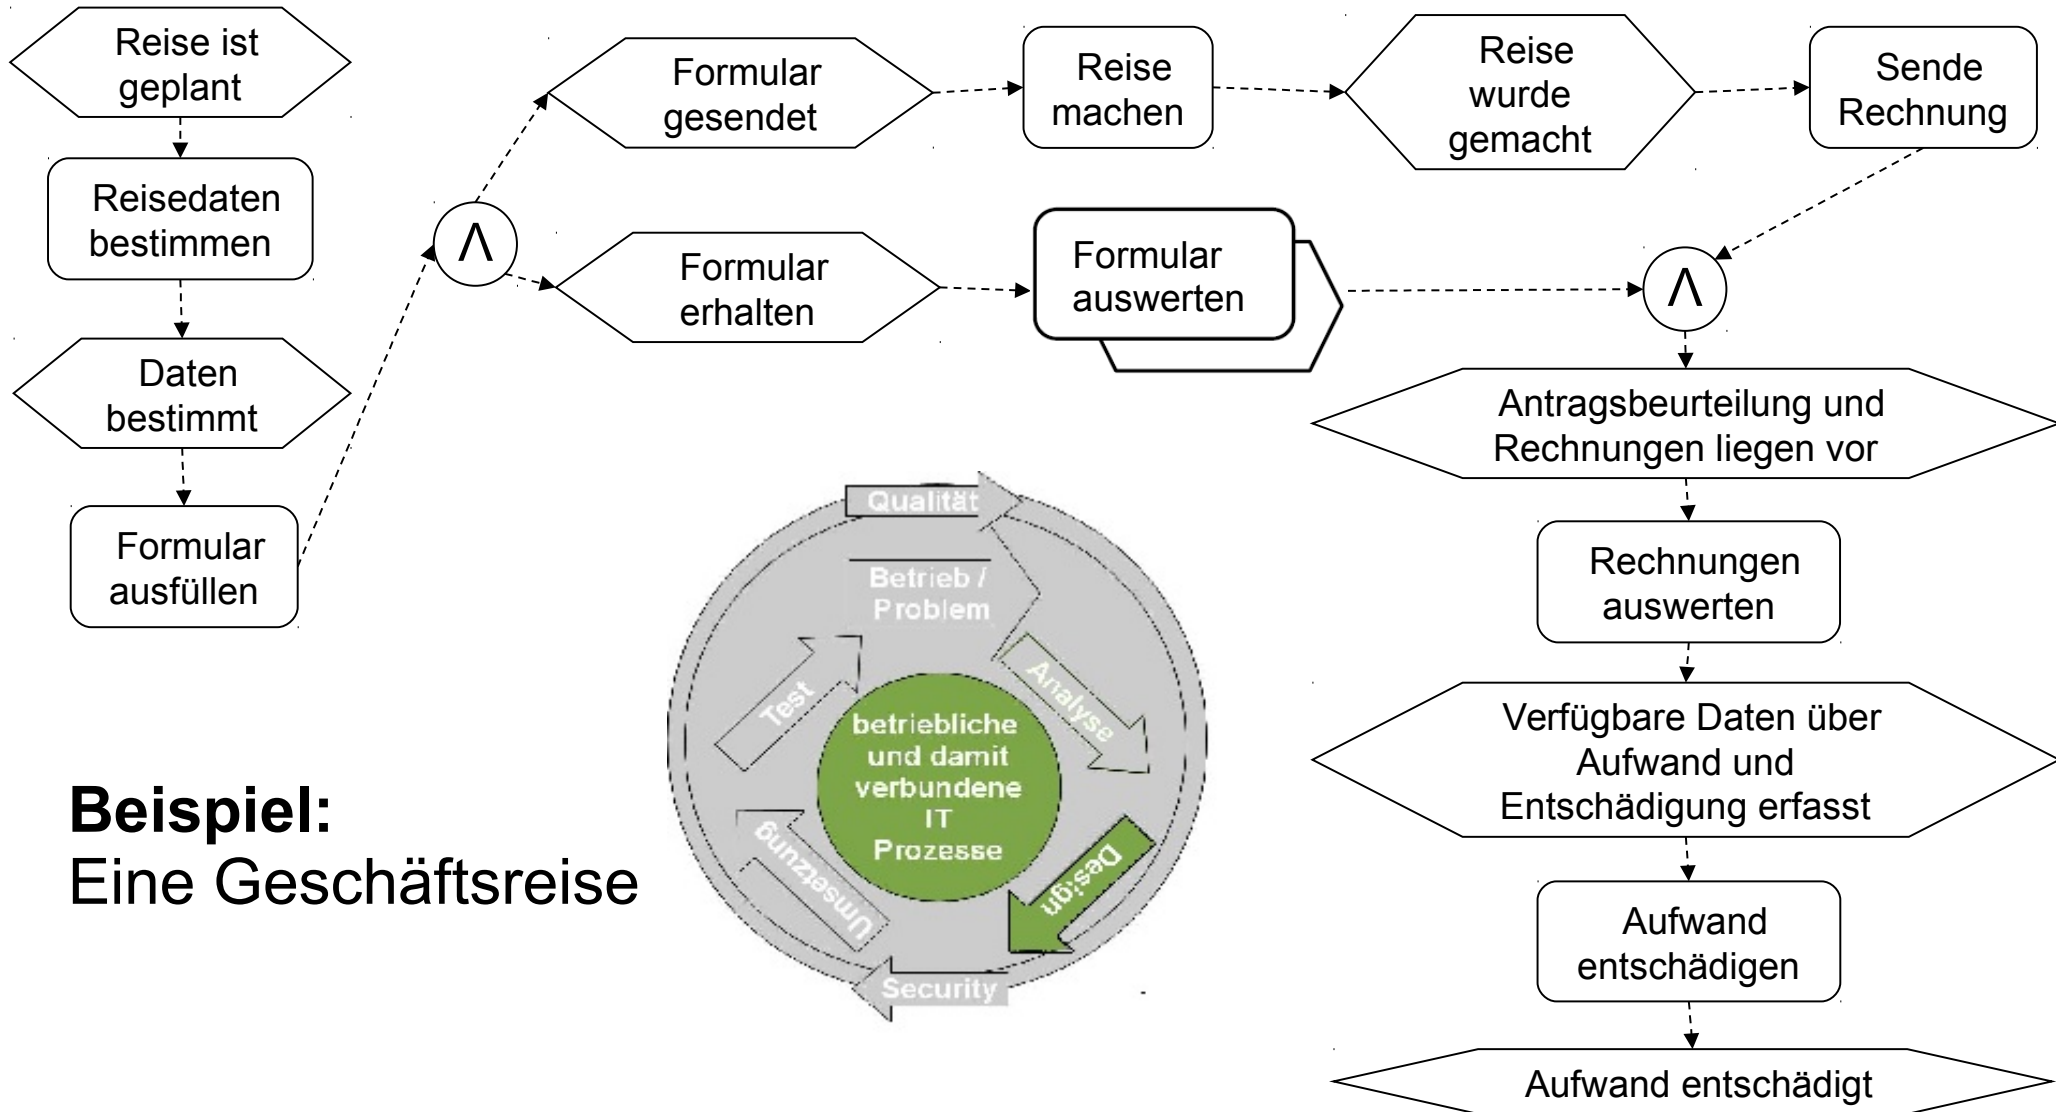 Reise ist
geplant
Reisedaten
bestimmen
Daten
bestimmt
Formular
ausfüllen
Λ
Formular
gesendet
Reise
machen
Reise
wurde
gemacht
Sende
Rechnung
Formular
erhalten
Formular
auswerten
Λ
Antragsbeurteilung und
Rechnungen liegen vor
Rechnungen
auswerten
Verfügbare Daten über
Aufwand und
Entschädigung erfasst
Aufwand
entschädigen
Aufwand entschädigt
Qualität
Betrieb /
Problem
Analyse
Design
Security
Umsetzung
Test
betriebliche
und damit
verbundene
IT
Prozesse
Beispiel:
Eine Geschäftsreise